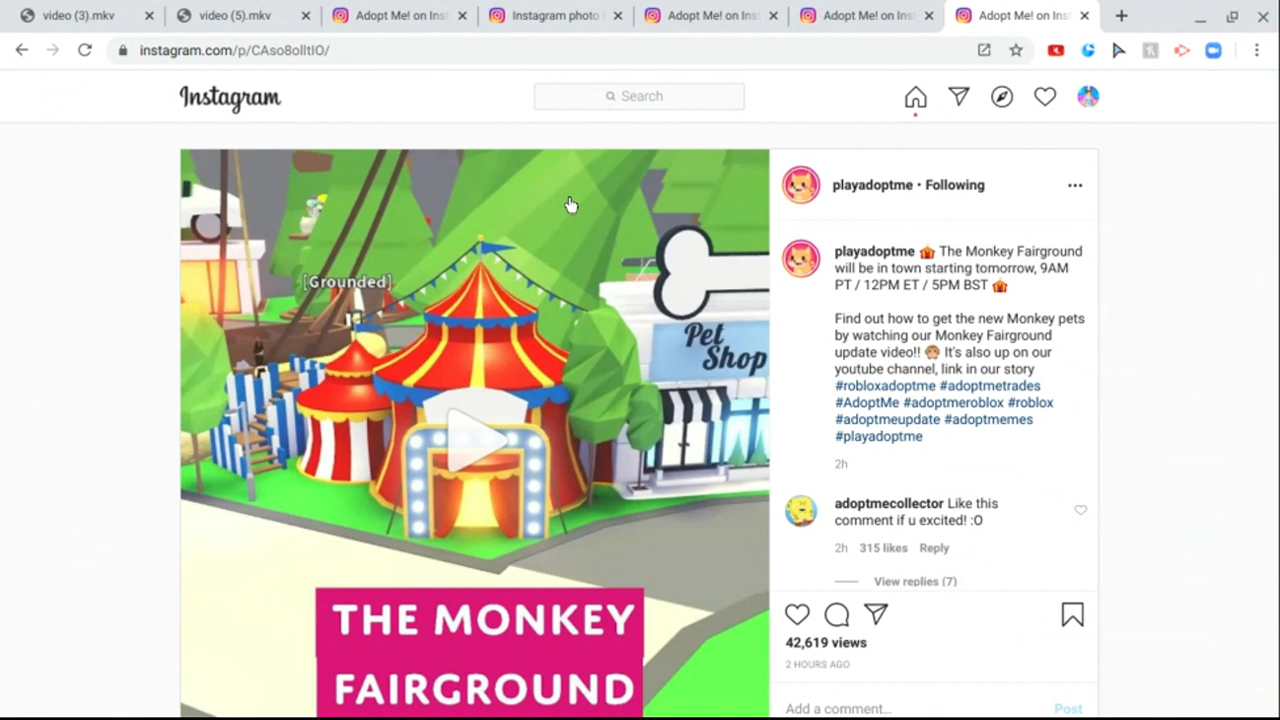 video (3).mkv
video (5).mkv
Adopt Me! on Ins
Instagram photo
Adopt Me! on Ins
Adopt Me! on Inst
Adopt Me! on Ins
instagram.com/p/CAso8olltIO/
Instagram
Search
[Grounded]
Pet
Shop
THE MONKEY
FAIRGROUND
playadoptme • Following
playadoptme 🎪 The Monkey Fairground
will be in town starting tomorrow, 9AM
PT / 12PM ET / 5PM BST 🎪
Find out how to get the new Monkey pets
by watching our Monkey Fairground
update video!! 🐵 It's also up on our
youtube channel, link in our story
#robloxadoptme #adoptmetrades
#AdoptMe #adoptmeroblox #roblox
#adoptmeupdate #adoptmemes
#playadoptme
2h
adoptmecollector Like this
comment if u excited! :O
2h 315 likes Reply
View replies (7)
42,619 views
2 HOURS AGO
Add a comment...
Post